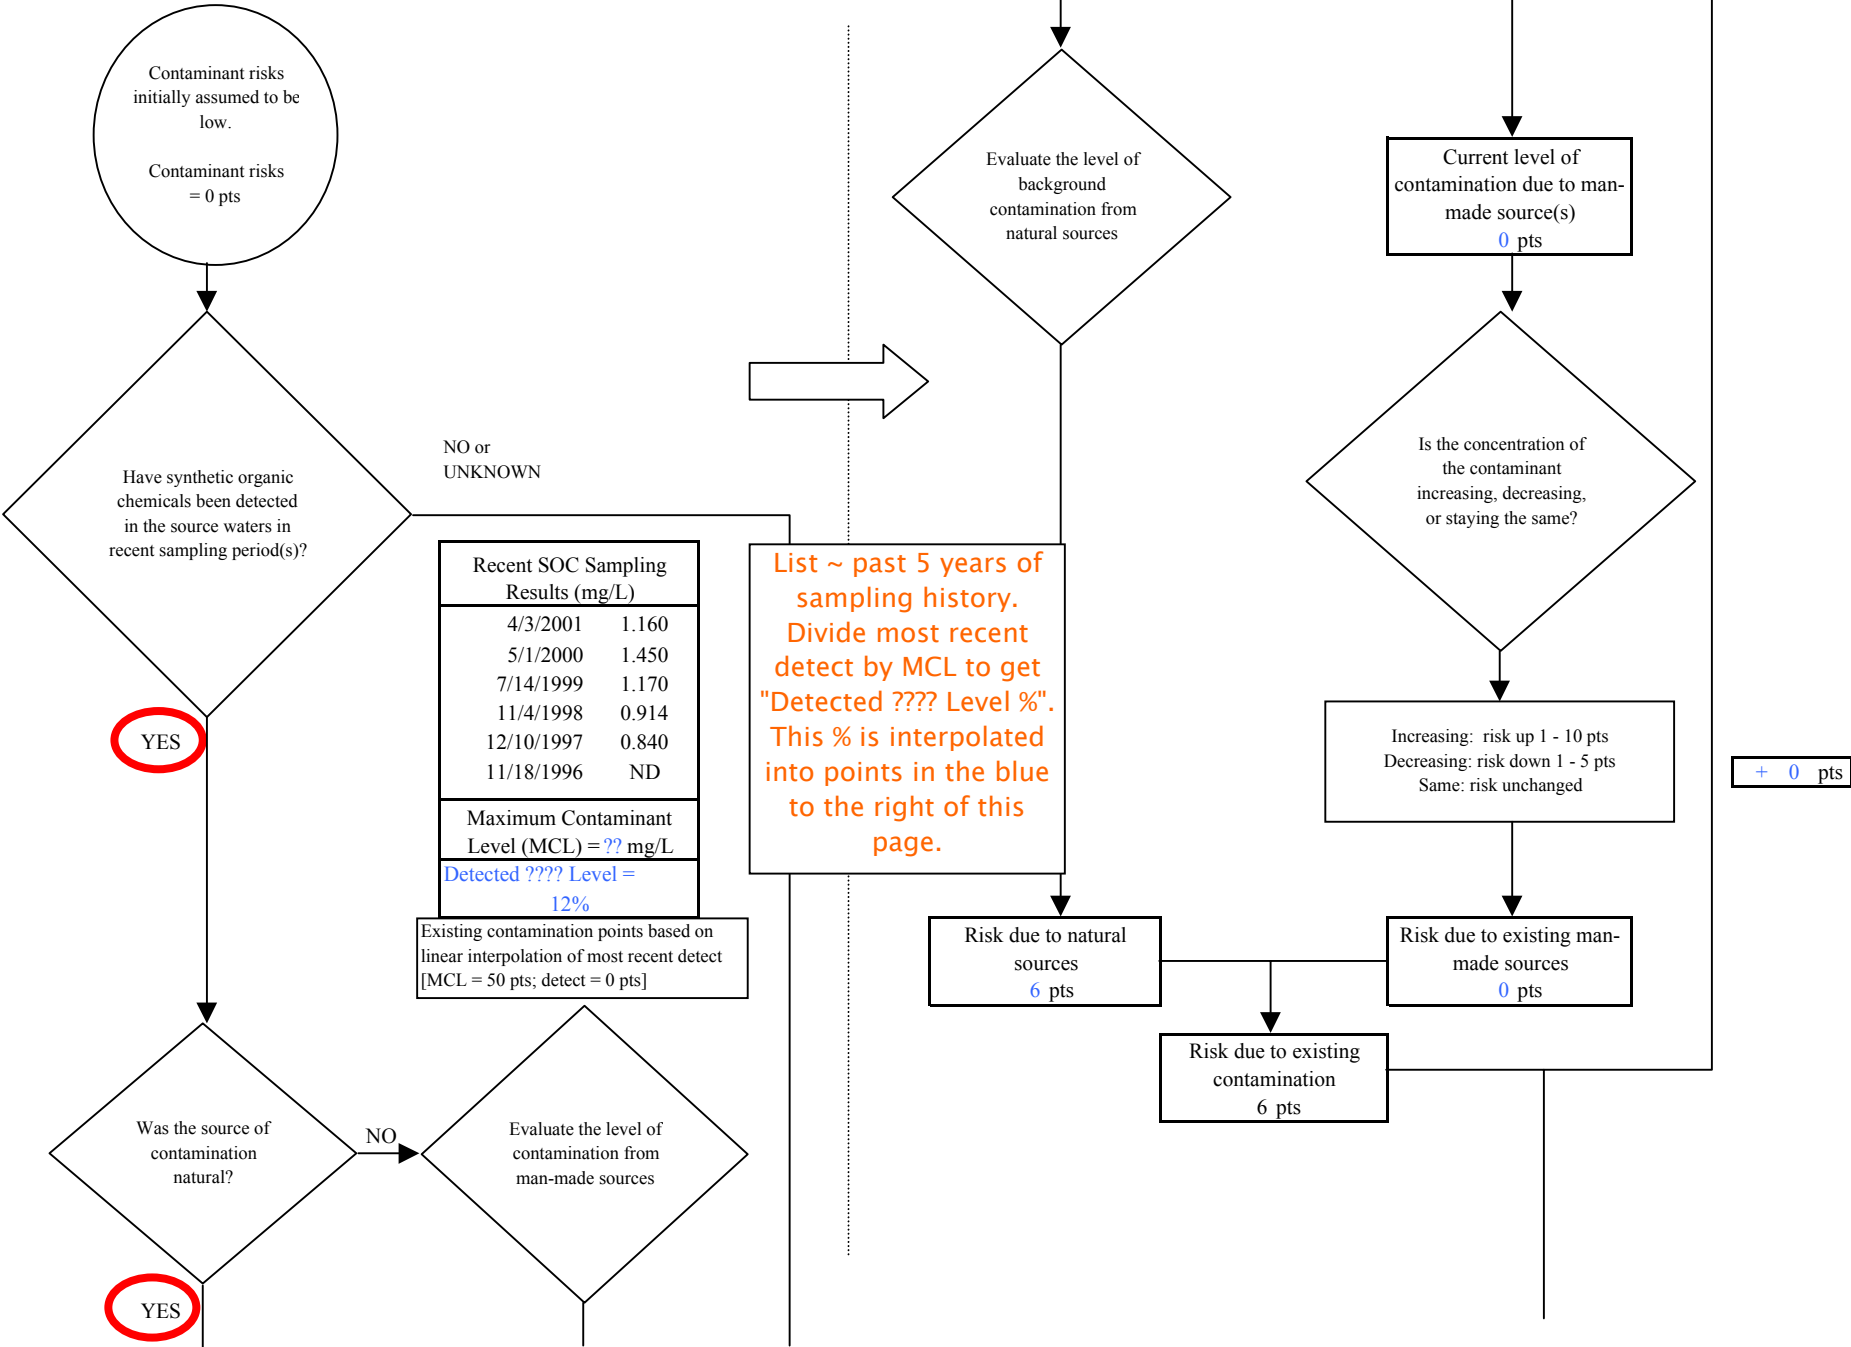 Contaminant risks
initially assumed to be
low.
Contaminant risks
= 0 pts
Have synthetic organic
chemicals been detected
in the source waters in
recent sampling period(s)?
NO or
UNKNOWN
YES
Recent SOC Sampling
Results (mg/L)
4/3/2001 1.160
5/1/2000 1.450
7/14/1999 1.170
11/4/1998 0.914
12/10/1997 0.840
11/18/1996 ND
Maximum Contaminant
Level (MCL) = ?? mg/L
Detected ???? Level =
12%
Existing contamination points based on
linear interpolation of most recent detect
[MCL = 50 pts; detect = 0 pts]
Was the source of
contamination
natural?
NO
YES
Evaluate the level of
contamination from
man-made sources
Evaluate the level of
background
contamination from
natural sources
List ~ past 5 years of
sampling history.
Divide most recent
detect by MCL to get
"Detected ???? Level %".
This % is interpolated
into points in the blue
to the right of this
page.
Risk due to natural
sources
6 pts
Current level of
contamination due to man-
made source(s)
0 pts
Is the concentration of
the contaminant
increasing, decreasing,
or staying the same?
Increasing: risk up 1 - 10 pts
Decreasing: risk down 1 - 5 pts
Same: risk unchanged
+ 0 pts
Risk due to existing man-
made sources
0 pts
Risk due to existing
contamination
6 pts